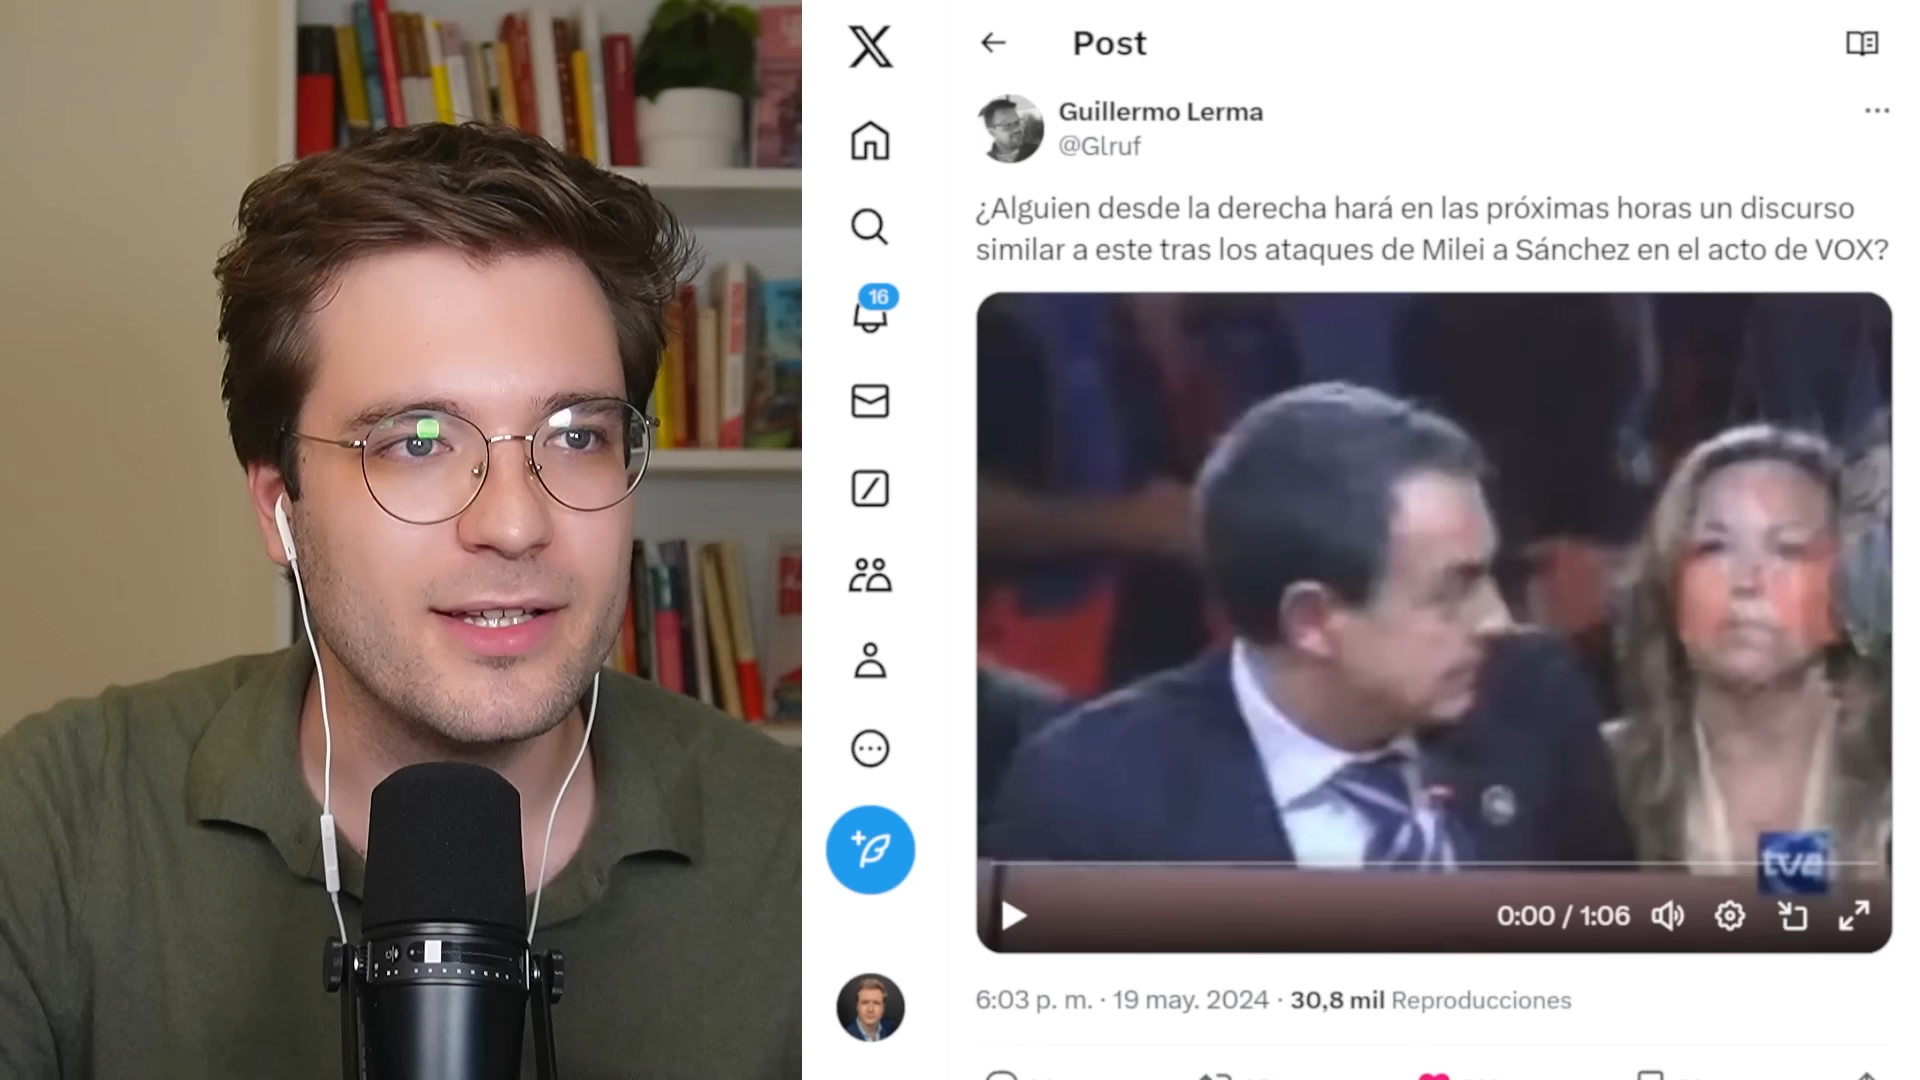 Post
Guillermo Lerma
@Glruf
¿Alguien desde la derecha hará en las próximas horas un discurso
similar a este tras los ataques de Milei a Sánchez en el acto de VOX?
16
tve
0:00 / 1:06
6:03 p. m. · 19 may. 2024 · 30,8 mil Reproducciones